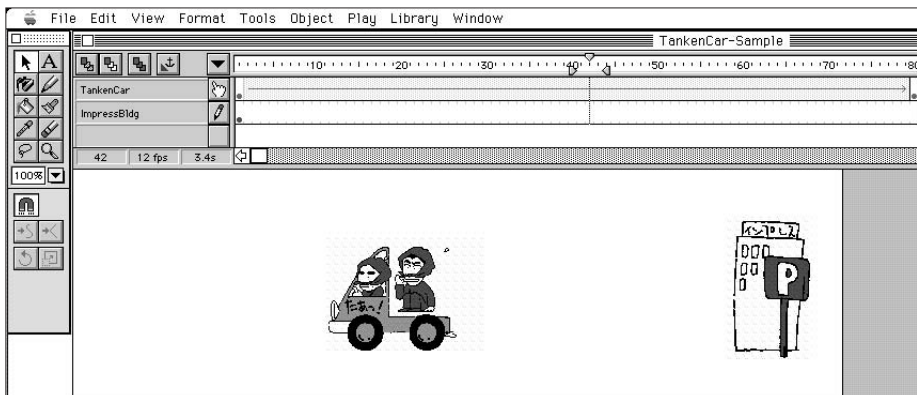 File Edit View Format Tools Object Play Library Window
TankenCar-Sample
10 20 30 40 50 60 70 80
TankenCar
ImpressBldg
42 12 fps 3.4s
100%
インプレス
P
たあっ!